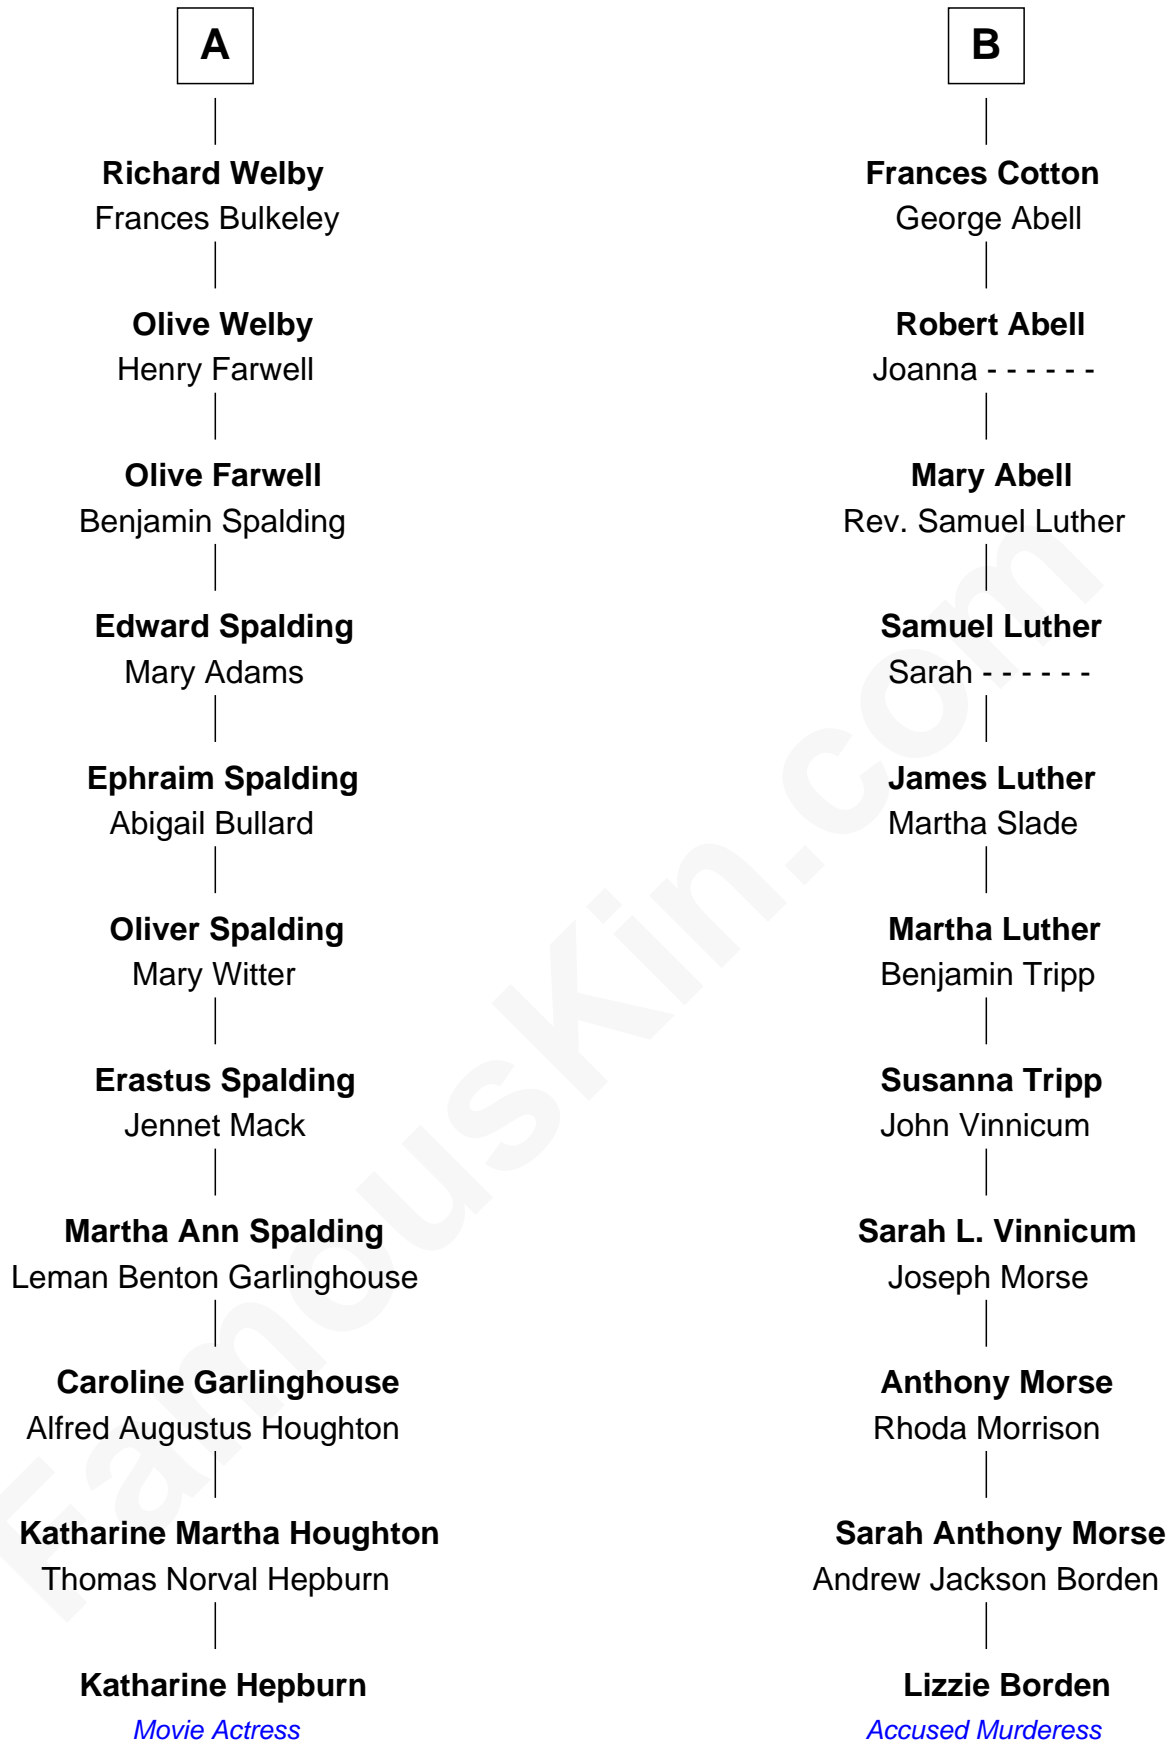 A
Richard Welby
Frances Bulkeley
Olive Welby
Henry Farwell
Olive Farwell
Benjamin Spalding
Edward Spalding
Mary Adams
Ephraim Spalding
Abigail Bullard
Oliver Spalding
Mary Witter
Erastus Spalding
Jennet Mack
Martha Ann Spalding
Leman Benton Garlinghouse
Caroline Garlinghouse
Alfred Augustus Houghton
Katharine Martha Houghton
Thomas Norval Hepburn
Katharine Hepburn
Movie Actress
B
Frances Cotton
George Abell
Robert Abell
Joanna - - - - - -
Mary Abell
Rev. Samuel Luther
Samuel Luther
Sarah - - - - - -
James Luther
Martha Slade
Martha Luther
Benjamin Tripp
Susanna Tripp
John Vinnicum
Sarah L. Vinnicum
Joseph Morse
Anthony Morse
Rhoda Morrison
Sarah Anthony Morse
Andrew Jackson Borden
Lizzie Borden
Accused Murderess
FamousKin.com